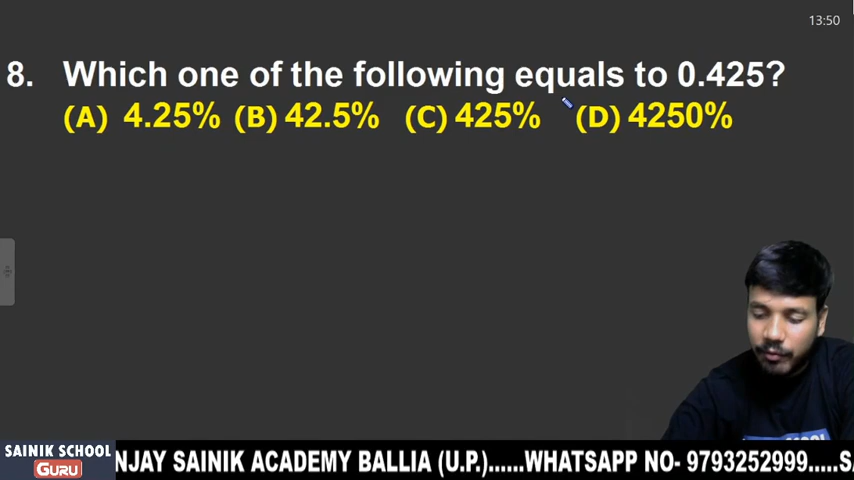 13:50
8. Which one of the following equals to 0.425?
(A) 4.25% (B) 42.5% (C) 425% (D) 4250%
SAINIK SCHOOL
GURU
NJAY SAINIK ACADEMY BALLIA (U.P.)......WHATSAPP NO- 9793252999.....SA